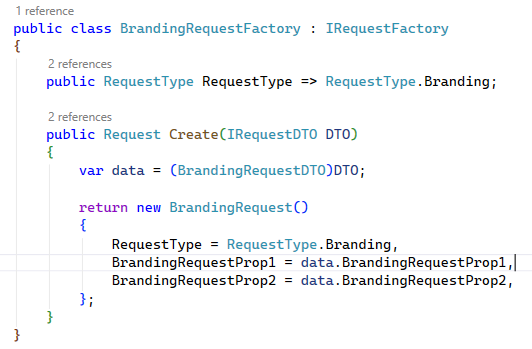 1 reference
public class BrandingRequestFactory : IRequestFactory
{
2 references
public RequestType RequestType => RequestType.Branding;
2 references
public Request Create(IRequestDTO DTO)
{
var data = (BrandingRequestDTO)DTO;
return new BrandingRequest()
{
RequestType = RequestType.Branding,
BrandingRequestProp1 = data.BrandingRequestProp1,
BrandingRequestProp2 = data.BrandingRequestProp2,
};
}
}